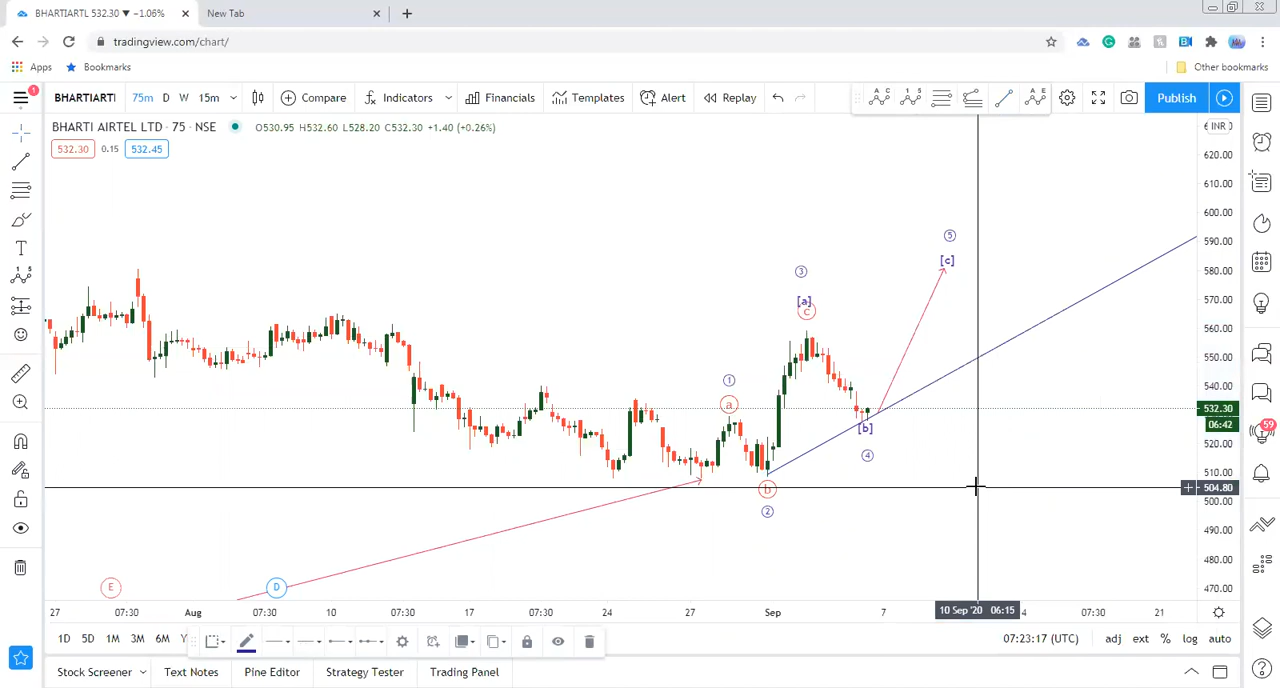 BHARTIARTL 532.30 ▼ −1.06%
New Tab
tradingview.com/chart/
Apps
Bookmarks
Other bookmarks
BHARTIARTI
75m
D
W
15m
Compare
Indicators
Financials
Templates
Alert
Replay
Publish
BHARTI AIRTEL LTD · 75 · NSE
O530.95 H532.60 L528.20 C532.30 +1.40 (+0.26%)
532.30
0.15
532.45
INR
620.00
610.00
600.00
590.00
580.00
570.00
560.00
550.00
540.00
532.30
06:42
520.00
510.00
504.80
500.00
490.00
480.00
470.00
5
[c]
3
[a]
c
1
a
[b]
4
b
2
E
D
27
07:30
Aug
07:30
10
07:30
17
07:30
24
27
Sep
7
10 Sep '20 06:15
4
07:30
21
1D
5D
1M
3M
6M
Y
07:23:17 (UTC)
adj
ext
%
log
auto
Stock Screener
Text Notes
Pine Editor
Strategy Tester
Trading Panel
1
59